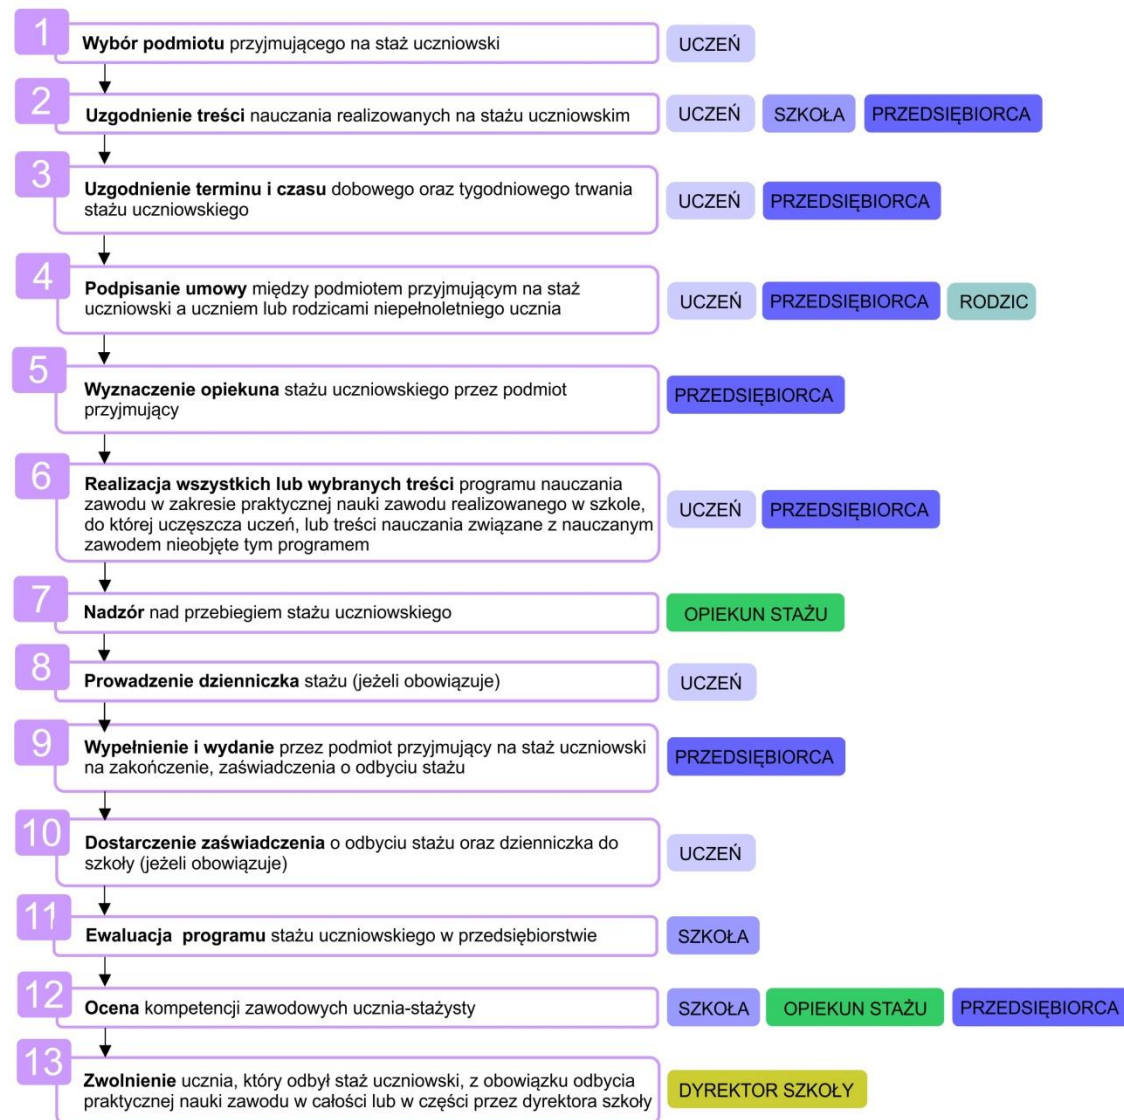 1
Wybór podmiotu przyjmującego na staż uczniowski
UCZEŃ
2
Uzgodnienie treści nauczania realizowanych na stażu uczniowskim
UCZEŃ SZKOŁA PRZEDSIĘBIORCA
3
Uzgodnienie terminu i czasu dobowego oraz tygodniowego trwania
stażu uczniowskiego
UCZEŃ PRZEDSIĘBIORCA
4
Podpisanie umowy między podmiotem przyjmującym na staż
uczniowski a uczniem lub rodzicami niepełnoletniego ucznia
UCZEŃ PRZEDSIĘBIORCA RODZIC
5
Wyznaczenie opiekuna stażu uczniowskiego przez podmiot
przyjmujący
PRZEDSIĘBIORCA
6
Realizacja wszystkich lub wybranych treści programu nauczania
zawodu w zakresie praktycznej nauki zawodu realizowanego w szkole,
do której uczęszcza uczeń, lub treści nauczania związane z nauczanym
zawodem nieobjęte tym programem
UCZEŃ PRZEDSIĘBIORCA
7
Nadzór nad przebiegiem stażu uczniowskiego
OPIEKUN STAŻU
8
Prowadzenie dzienniczka stażu (jeżeli obowiązuje)
UCZEŃ
9
Wypełnienie i wydanie przez podmiot przyjmujący na staż uczniowski
na zakończenie, zaświadczenia o odbyciu stażu
PRZEDSIĘBIORCA
10
Dostarczenie zaświadczenia o odbyciu stażu oraz dzienniczka do
szkoły (jeżeli obowiązuje)
UCZEŃ
11
Ewaluacja programu stażu uczniowskiego w przedsiębiorstwie
SZKOŁA
12
Ocena kompetencji zawodowych ucznia-stażysty
SZKOŁA OPIEKUN STAŻU PRZEDSIĘBIORCA
13
Zwolnienie ucznia, który odbył staż uczniowski, z obowiązku odbycia
praktycznej nauki zawodu w całości lub w części przez dyrektora szkoły
DYREKTOR SZKOŁY